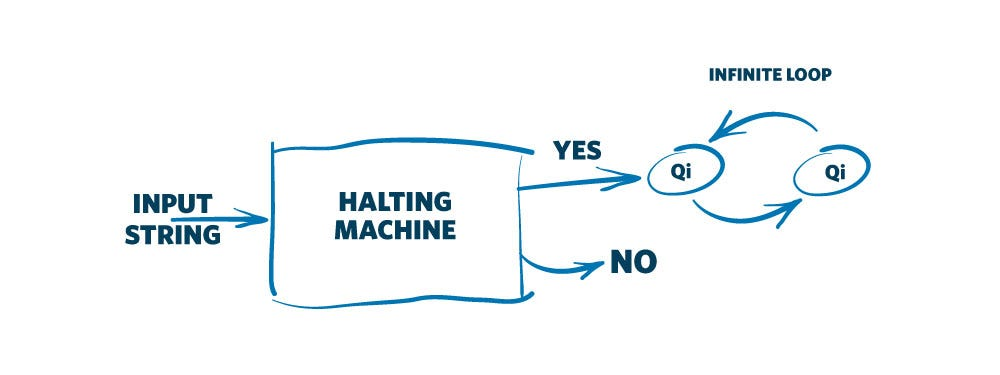 INPUT
STRING
HALTING
MACHINE
YES
NO
INFINITE LOOP
Qi
Qi